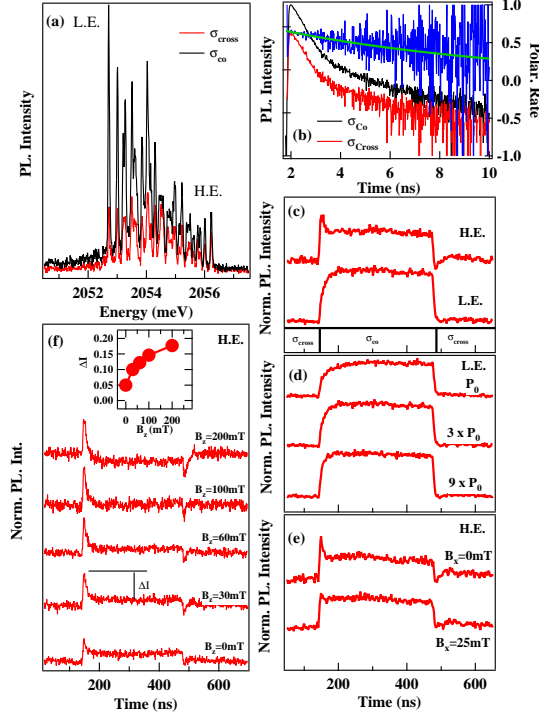 (a)
L.E.
σcross
σco
H.E.
PL. Intensity
2052
2054
2056
Energy (meV)
PL. Intensity
1.0
0.5
0.0
-0.5
-1.0
Polar. Rate
(b)
σCo
σCross
2
4
6
8
10
Time (ns)
(c)
H.E.
L.E.
Norm. PL Intensity
σcross
σco
σcross
(d)
L.E.
P0
3 x P0
9 x P0
Norm. PL Intensity
(e)
H.E.
Bx=0mT
Bx=25mT
Norm. PL Intensity
200
400
600
Time (ns)
(f)
H.E.
ΔI
0.20
0.15
0.10
0.05
0.00
0
100
200
Bz (mT)
Bz=200mT
Bz=100mT
Bz=60mT
Bz=30mT
ΔI
Bz=0mT
Norm. PL. Int.
200
400
600
Time (ns)